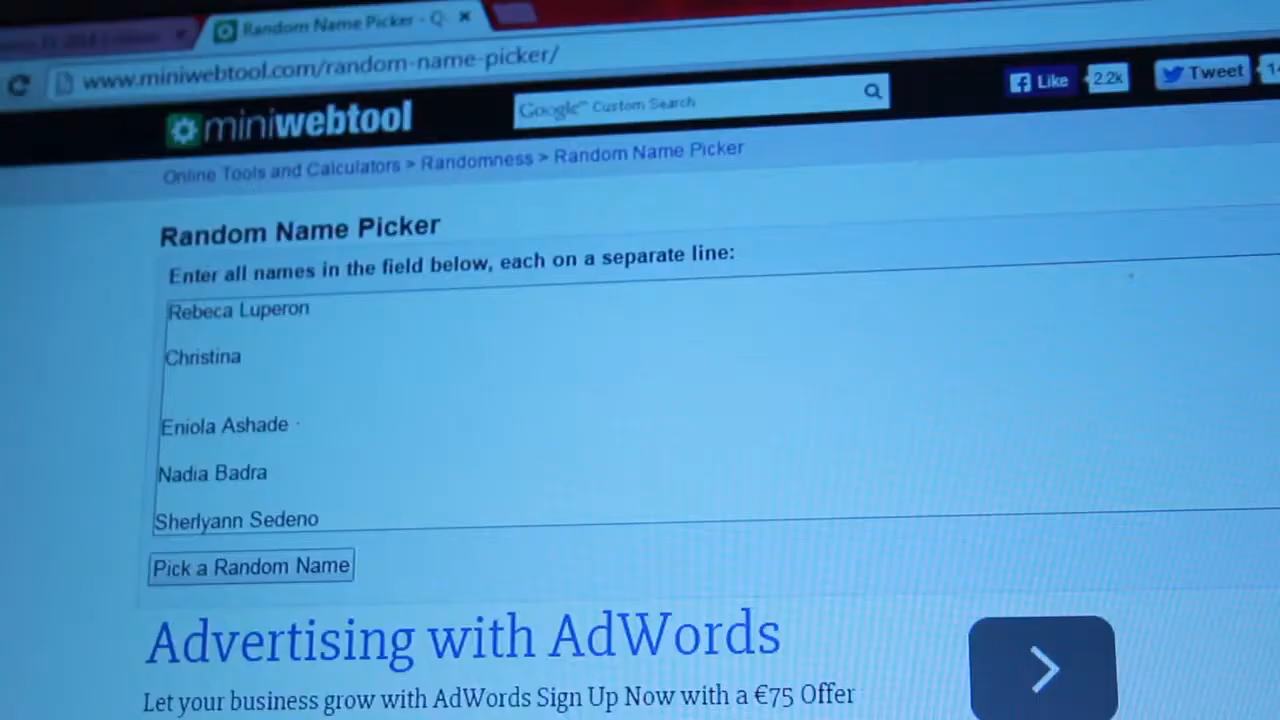 Random Name Picker - Q
www.miniwebtool.com/random-name-picker/
miniwebtool
Google™ Custom Search
Like
2.2k
Tweet
Online Tools and Calculators > Randomness > Random Name Picker
Random Name Picker
Enter all names in the field below, each on a separate line:
Rebeca Luperon
Christina
Eniola Ashade
Nadia Badra
Sherlyann Sedeno
Pick a Random Name
Advertising with AdWords
Let your business grow with AdWords Sign Up Now with a €75 Offer